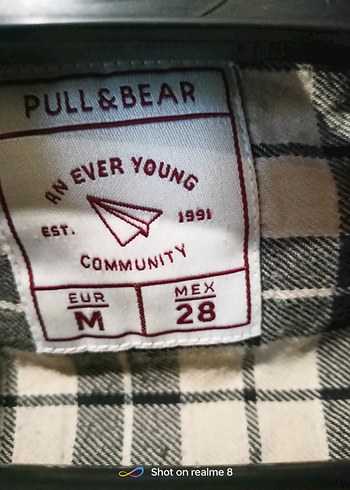 PULL&BEAR
AN EVER YOUNG
EST. 1991
COMMUNITY
EUR MEX
M 28
Shot on realme 8